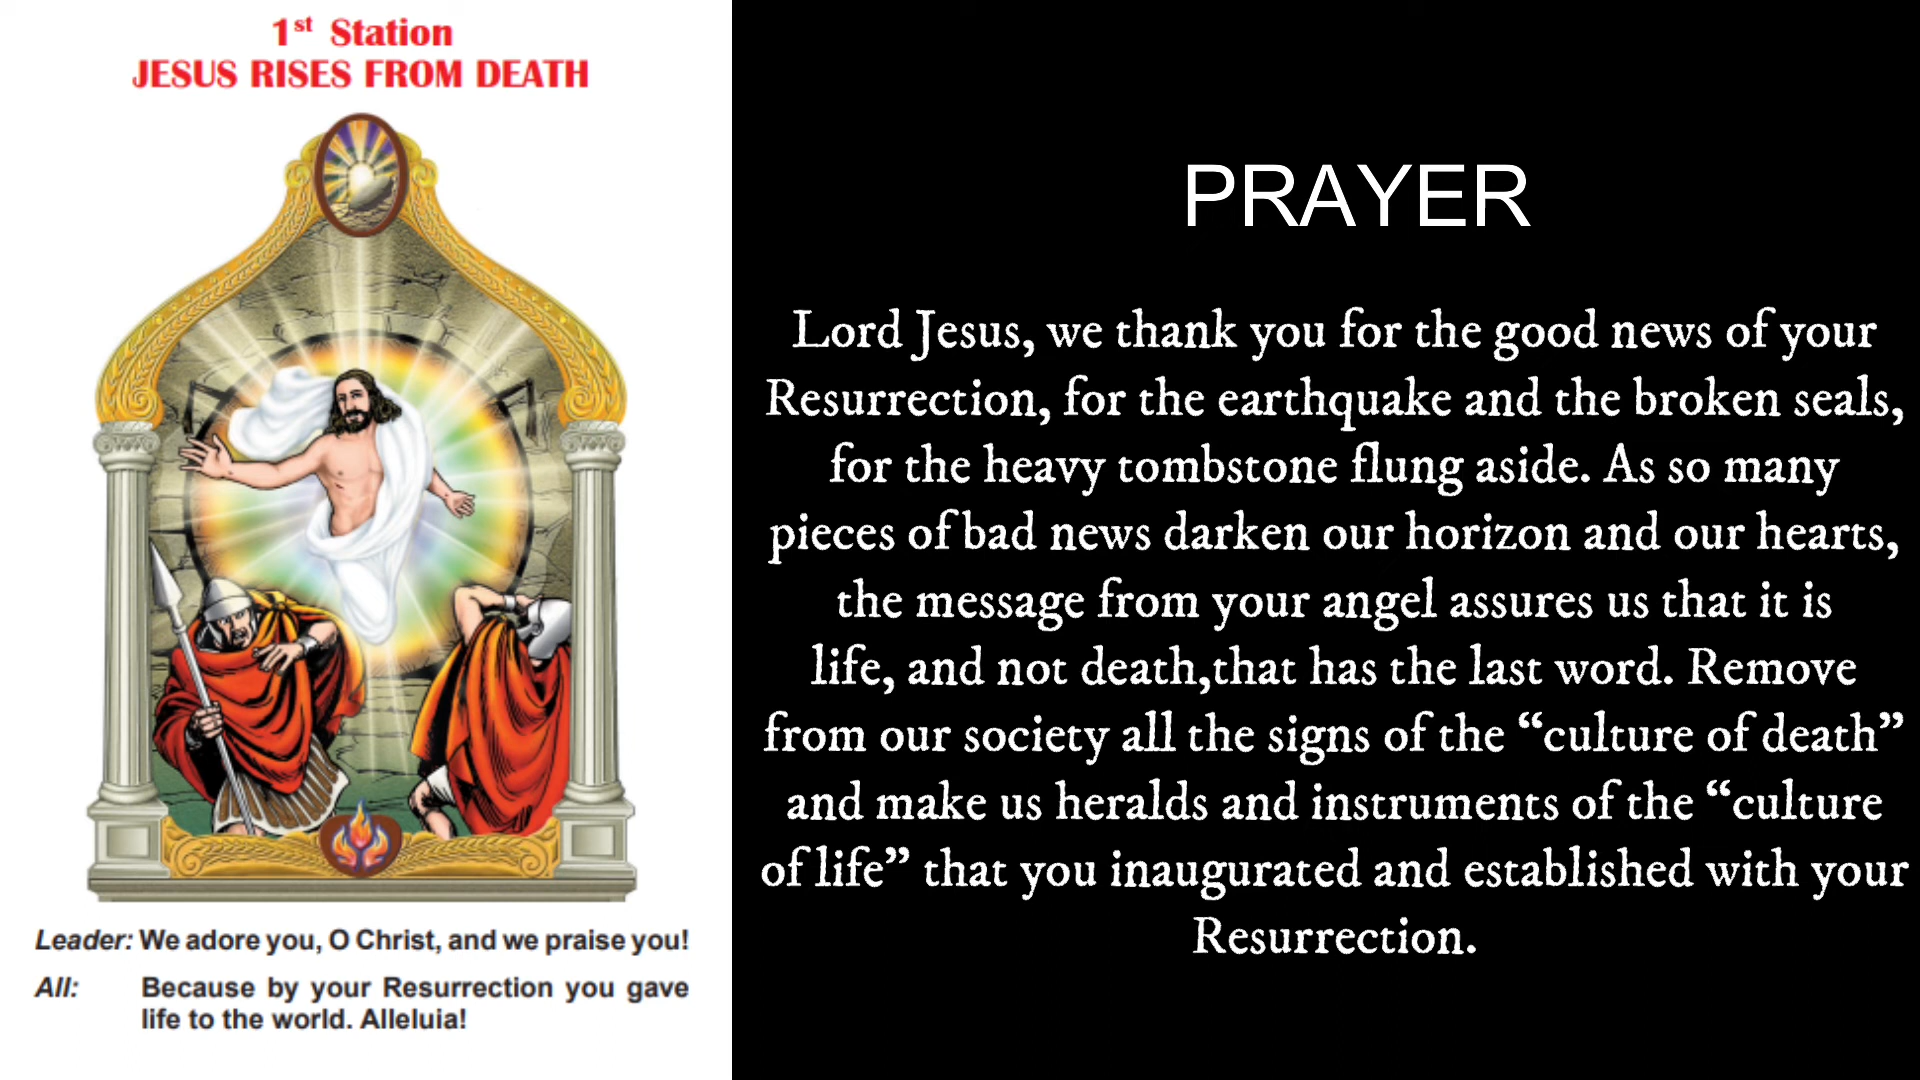 1st Station
JESUS RISES FROM DEATH
Leader: We adore you, O Christ, and we praise you!
All: Because by your Resurrection you gave
life to the world. Alleluia!
PRAYER
Lord Jesus, we thank you for the good news of your
Resurrection, for the earthquake and the broken seals,
for the heavy tombstone flung aside. As so many
pieces of bad news darken our horizon and our hearts,
the message from your angel assures us that it is
life, and not death,that has the last word. Remove
from our society all the signs of the “culture of death”
and make us heralds and instruments of the “culture
of life” that you inaugurated and established with your
Resurrection.